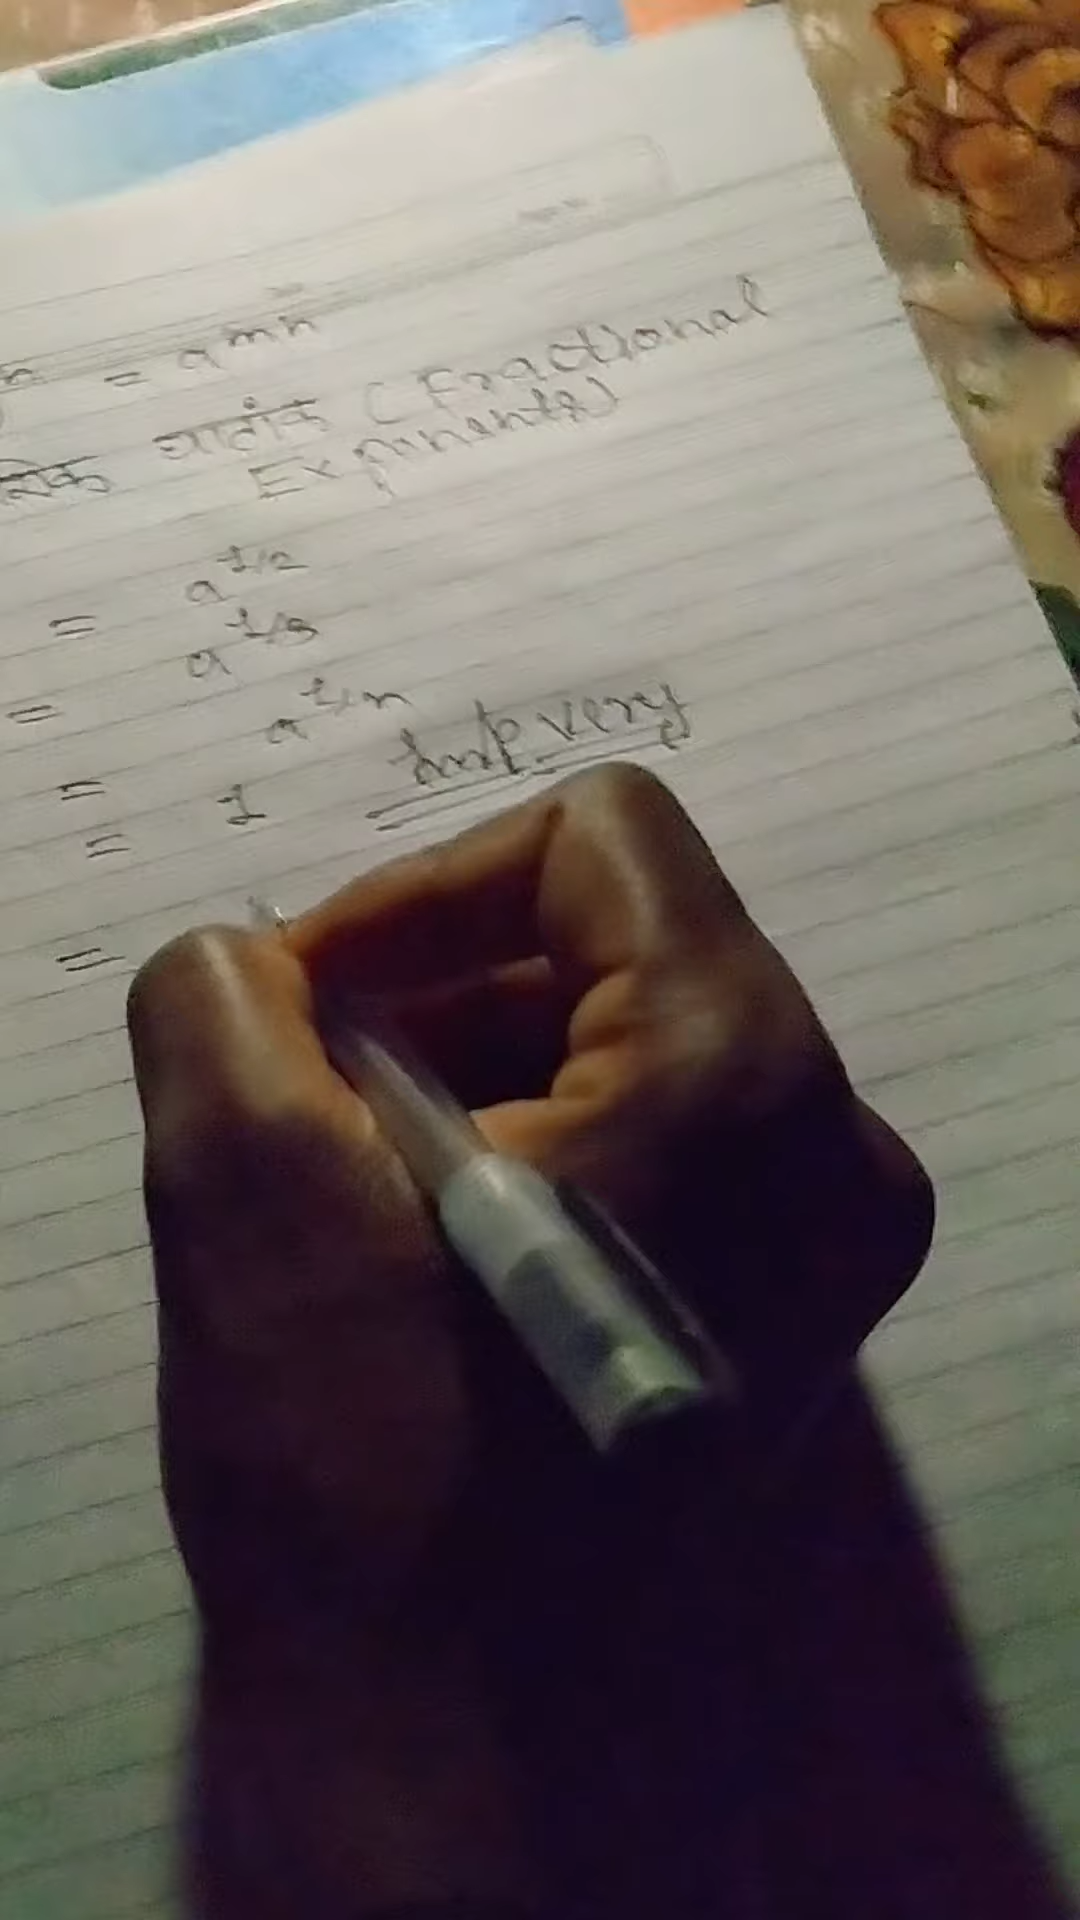 = a^mn
घातांक (Fractional
Exponents)
= a^1/2
= a^1/3
= a^1/n
= 1 Imp very
=